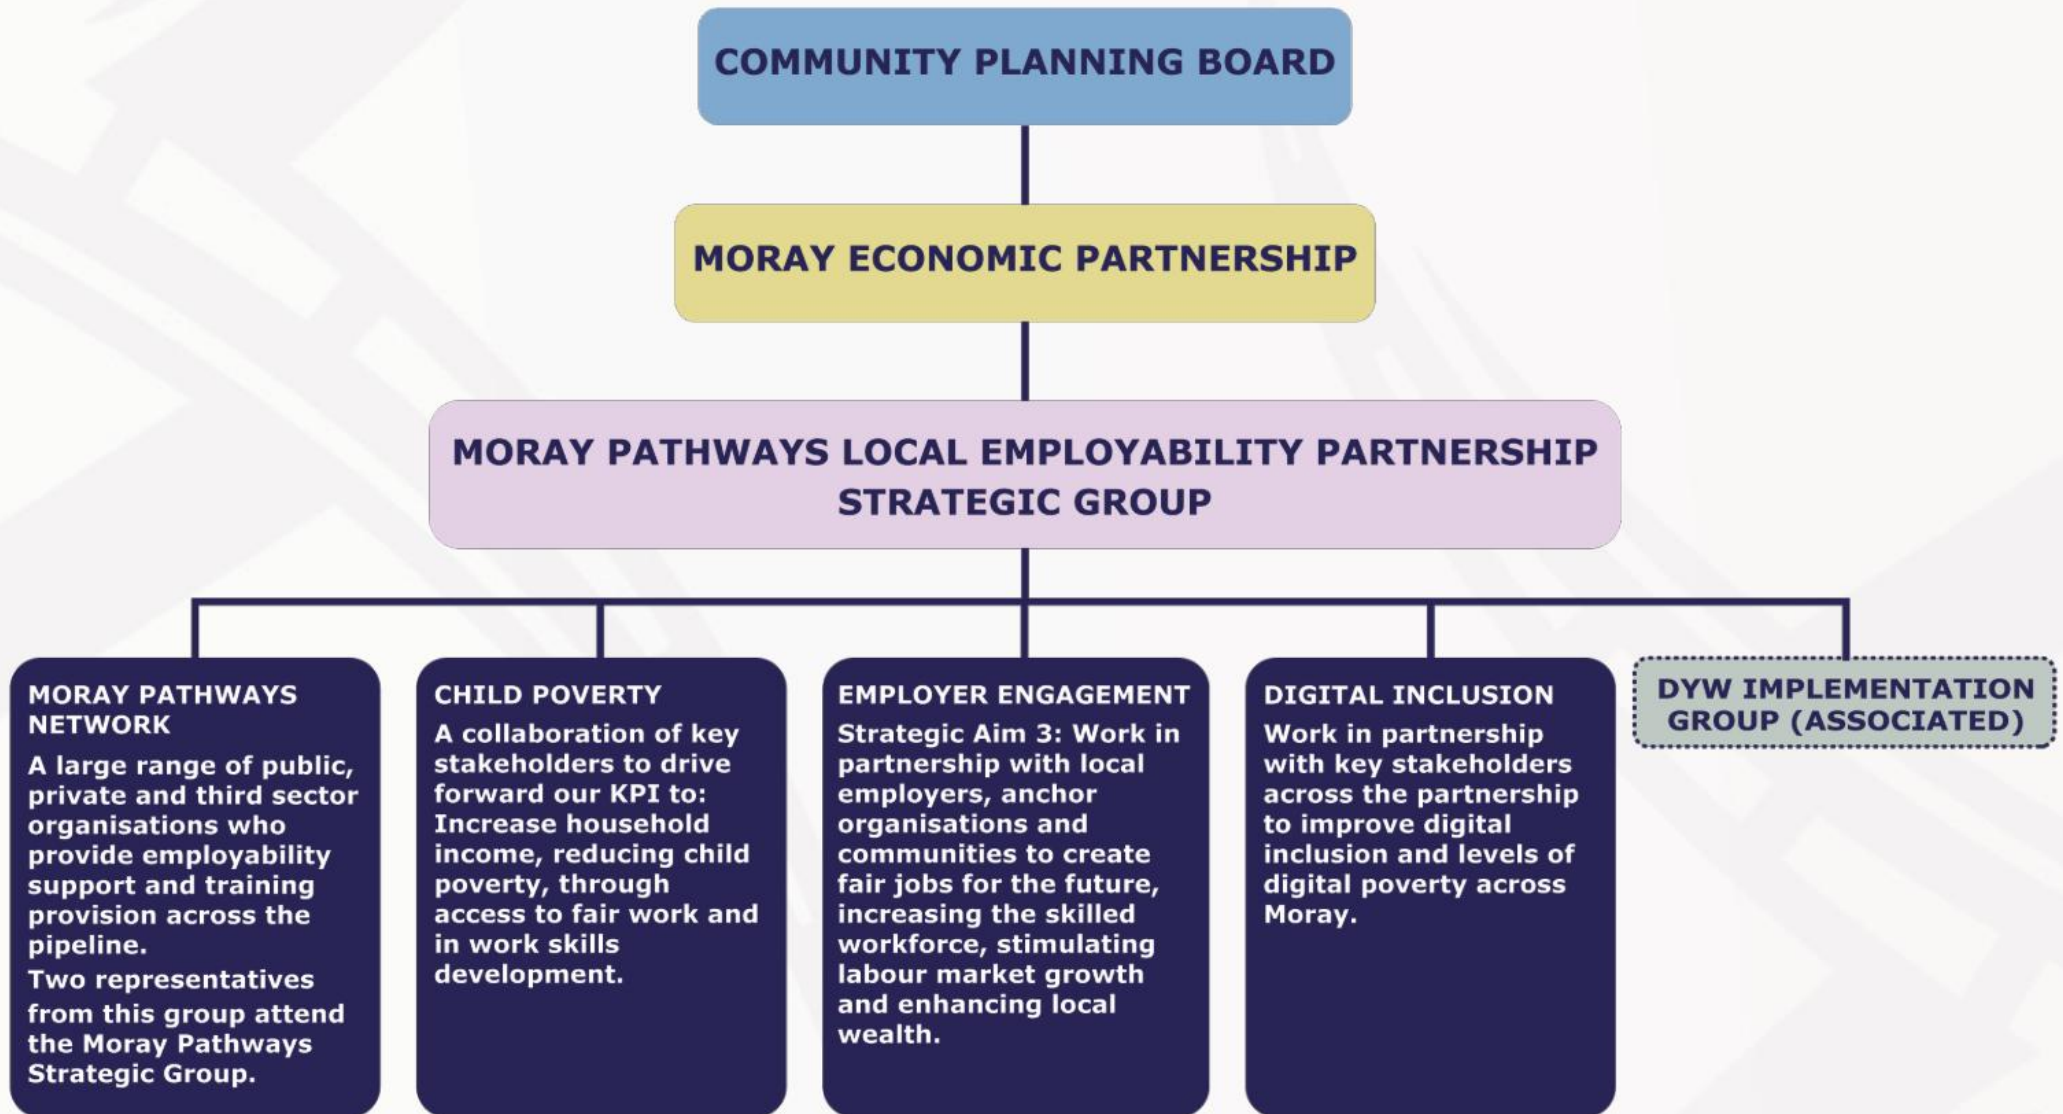 COMMUNITY PLANNING BOARD
MORAY ECONOMIC PARTNERSHIP
MORAY PATHWAYS LOCAL EMPLOYABILITY PARTNERSHIP
STRATEGIC GROUP
MORAY PATHWAYS
NETWORK
A large range of public,
private and third sector
organisations who
provide employability
support and training
provision across the
pipeline.
Two representatives
from this group attend
the Moray Pathways
Strategic Group.
CHILD POVERTY
A collaboration of key
stakeholders to drive
forward our KPI to:
Increase household
income, reducing child
poverty, through
access to fair work and
in work skills
development.
EMPLOYER ENGAGEMENT
Strategic Aim 3: Work in
partnership with local
employers, anchor
organisations and
communities to create
fair jobs for the future,
increasing the skilled
workforce, stimulating
labour market growth
and enhancing local
wealth.
DIGITAL INCLUSION
Work in partnership
with key stakeholders
across the partnership
to improve digital
inclusion and levels of
digital poverty across
Moray.
DYW IMPLEMENTATION
GROUP (ASSOCIATED)